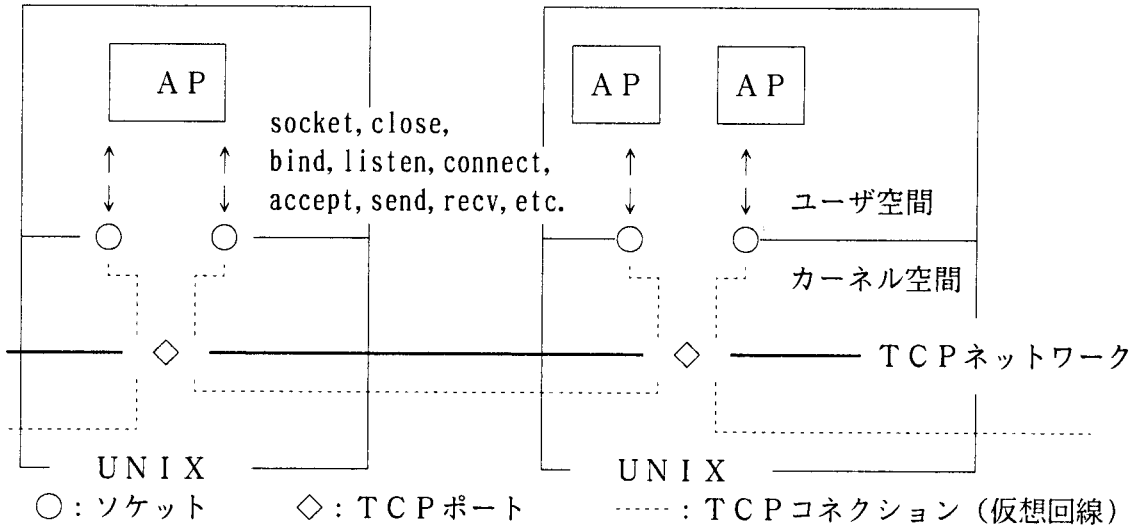 AP
AP
AP
socket, close,
bind, listen, connect,
accept, send, recv, etc.
ユーザ空間
カーネル空間
TCPネットワーク
UNIX
UNIX
○：ソケット ◇：TCPポート ……：TCPコネクション（仮想回線）